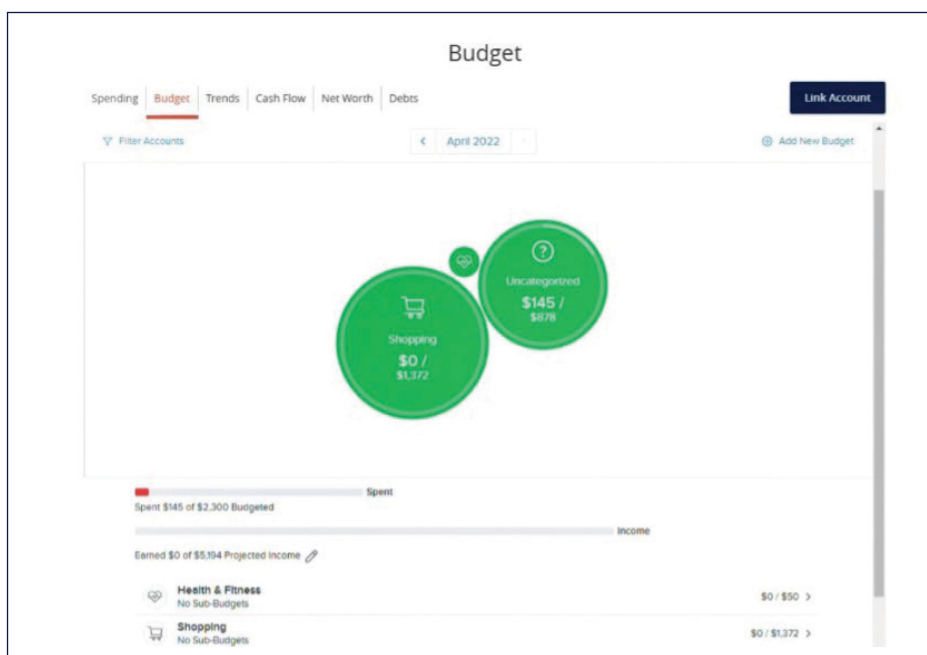 Budget
Spending Budget Trends Cash Flow Net Worth Debts
Link Account
Filter Accounts
April 2022
Add New Budget
?
Uncategorized
$145 /
$878
Shopping
$0 /
$1,372
Spent
Spent $145 of $2,300 Budgeted
Income
Earned $0 of $5,194 Projected Income
Health & Fitness
No Sub-Budgets
$0 / $50
Shopping
No Sub-Budgets
$0 / $1,372